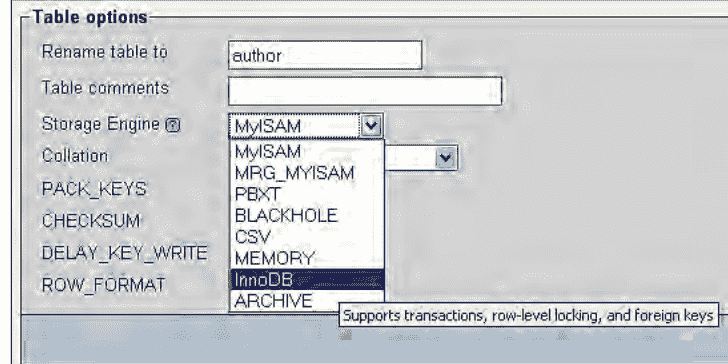 Table options
Rename table to author
Table comments
Storage Engine ? MyISAM
Collation
MyISAM
MRG_MYISAM
PACK_KEYS
PBXT
BLACKHOLE
CHECKSUM
CSV
DELAY_KEY_WRITE
MEMORY
InnoDB
ROW_FORMAT
ARCHIVE
Supports transactions, row-level locking, and foreign keys